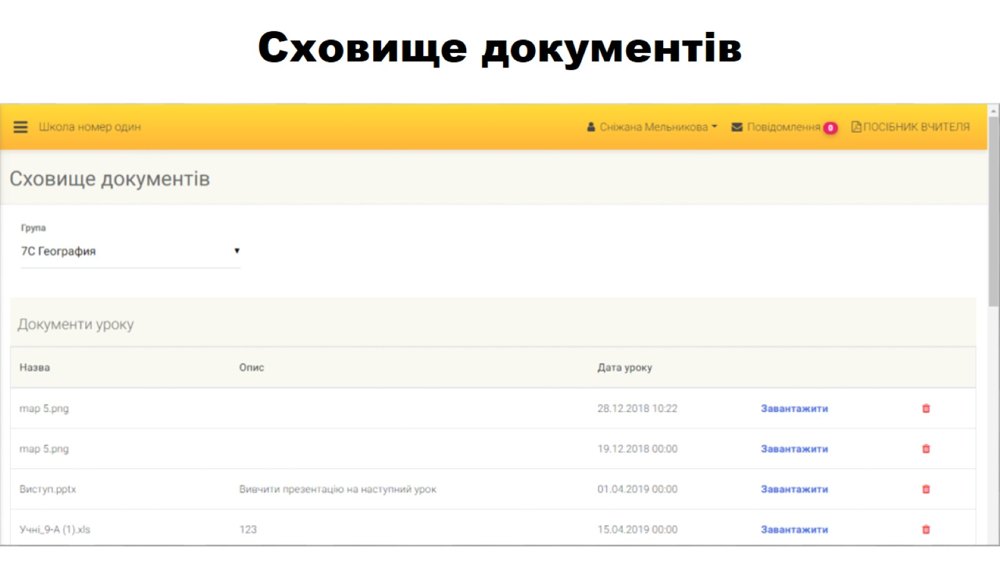 Сховище документів
Школа номер один Сніжана Мельникова Повідомлення 0 ПОСІБНИК ВЧИТЕЛЯ
Сховище документів
Група
7С География
Документи уроку
Назва Опис Дата уроку
map 5.png 28.12.2018 10:22 Завантажити
map 5.png 19.12.2018 00:00 Завантажити
Виступ.pptx Вивчити презентацію на наступний урок 01.04.2019 00:00 Завантажити
Учні_9-А (1).xls 123 15.04.2019 00:00 Завантажити